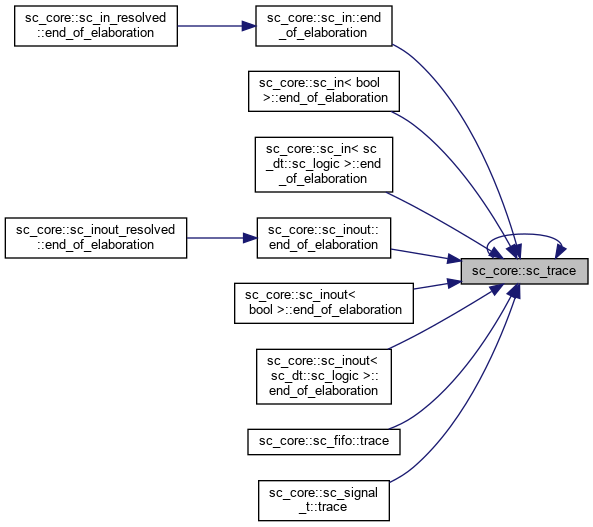 sc_core::sc_in_resolved
::end_of_elaboration
sc_core::sc_in::end
_of_elaboration
sc_core::sc_in< bool
>::end_of_elaboration
sc_core::sc_in< sc
_dt::sc_logic >::end
_of_elaboration
sc_core::sc_inout_resolved
::end_of_elaboration
sc_core::sc_inout::
end_of_elaboration
sc_core::sc_trace
sc_core::sc_inout<
bool >::end_of_elaboration
sc_core::sc_inout<
sc_dt::sc_logic >::
end_of_elaboration
sc_core::sc_fifo::trace
sc_core::sc_signal
_t::trace